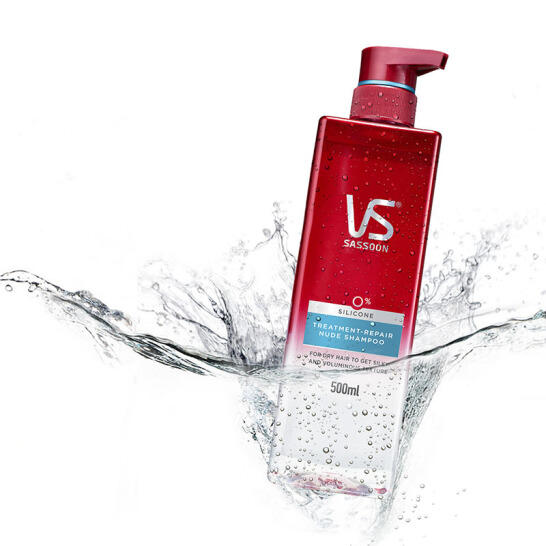 VS®
SASSOON
0%
SILICONE
TREATMENT-REPAIR
NUDE SHAMPOO
FOR DRY HAIR TO GET SILKY
AND VOLUMINOUS TEXTURE
500ml